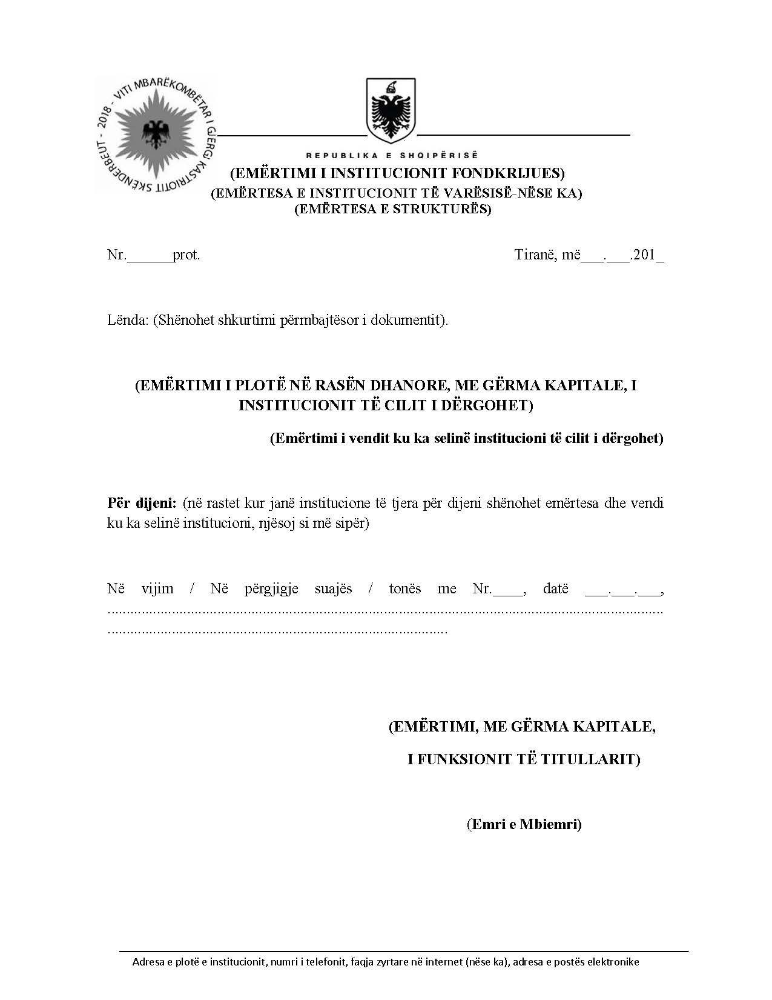 2018 - VITI MBARËKOMBËTAR I GJERGJ KASTRIOTIT SKËNDERBEUT -
REPUBLIKA E SHQIPËRISË
(EMËRTIMI I INSTITUCIONIT FONDKRIJUES)
(EMËRTESA E INSTITUCIONIT TË VARËSISË-NËSE KA)
(EMËRTESA E STRUKTURËS)
Nr.______prot. Tiranë, më___.___.201_
Lënda: (Shënohet shkurtimi përmbajtësor i dokumentit).
(EMËRTIMI I PLOTË NË RASËN DHANORE, ME GËRMA KAPITALE, I
INSTITUCIONIT TË CILIT I DËRGOHET)
(Emërtimi i vendit ku ka selinë institucioni të cilit i dërgohet)
Për dijeni: (në rastet kur janë institucione të tjera për dijeni shënohet emërtesa dhe vendi
ku ka selinë institucioni, njësoj si më sipër)
Në vijim / Në përgjigje suajës / tonës me Nr.____, datë ___.___.___,
...................................................................................................................................................
..........................................................................................
(EMËRTIMI, ME GËRMA KAPITALE,
I FUNKSIONIT TË TITULLARIT)
(Emri e Mbiemri)
Adresa e plotë e institucionit, numri i telefonit, faqja zyrtare në internet (nëse ka), adresa e postës elektronike